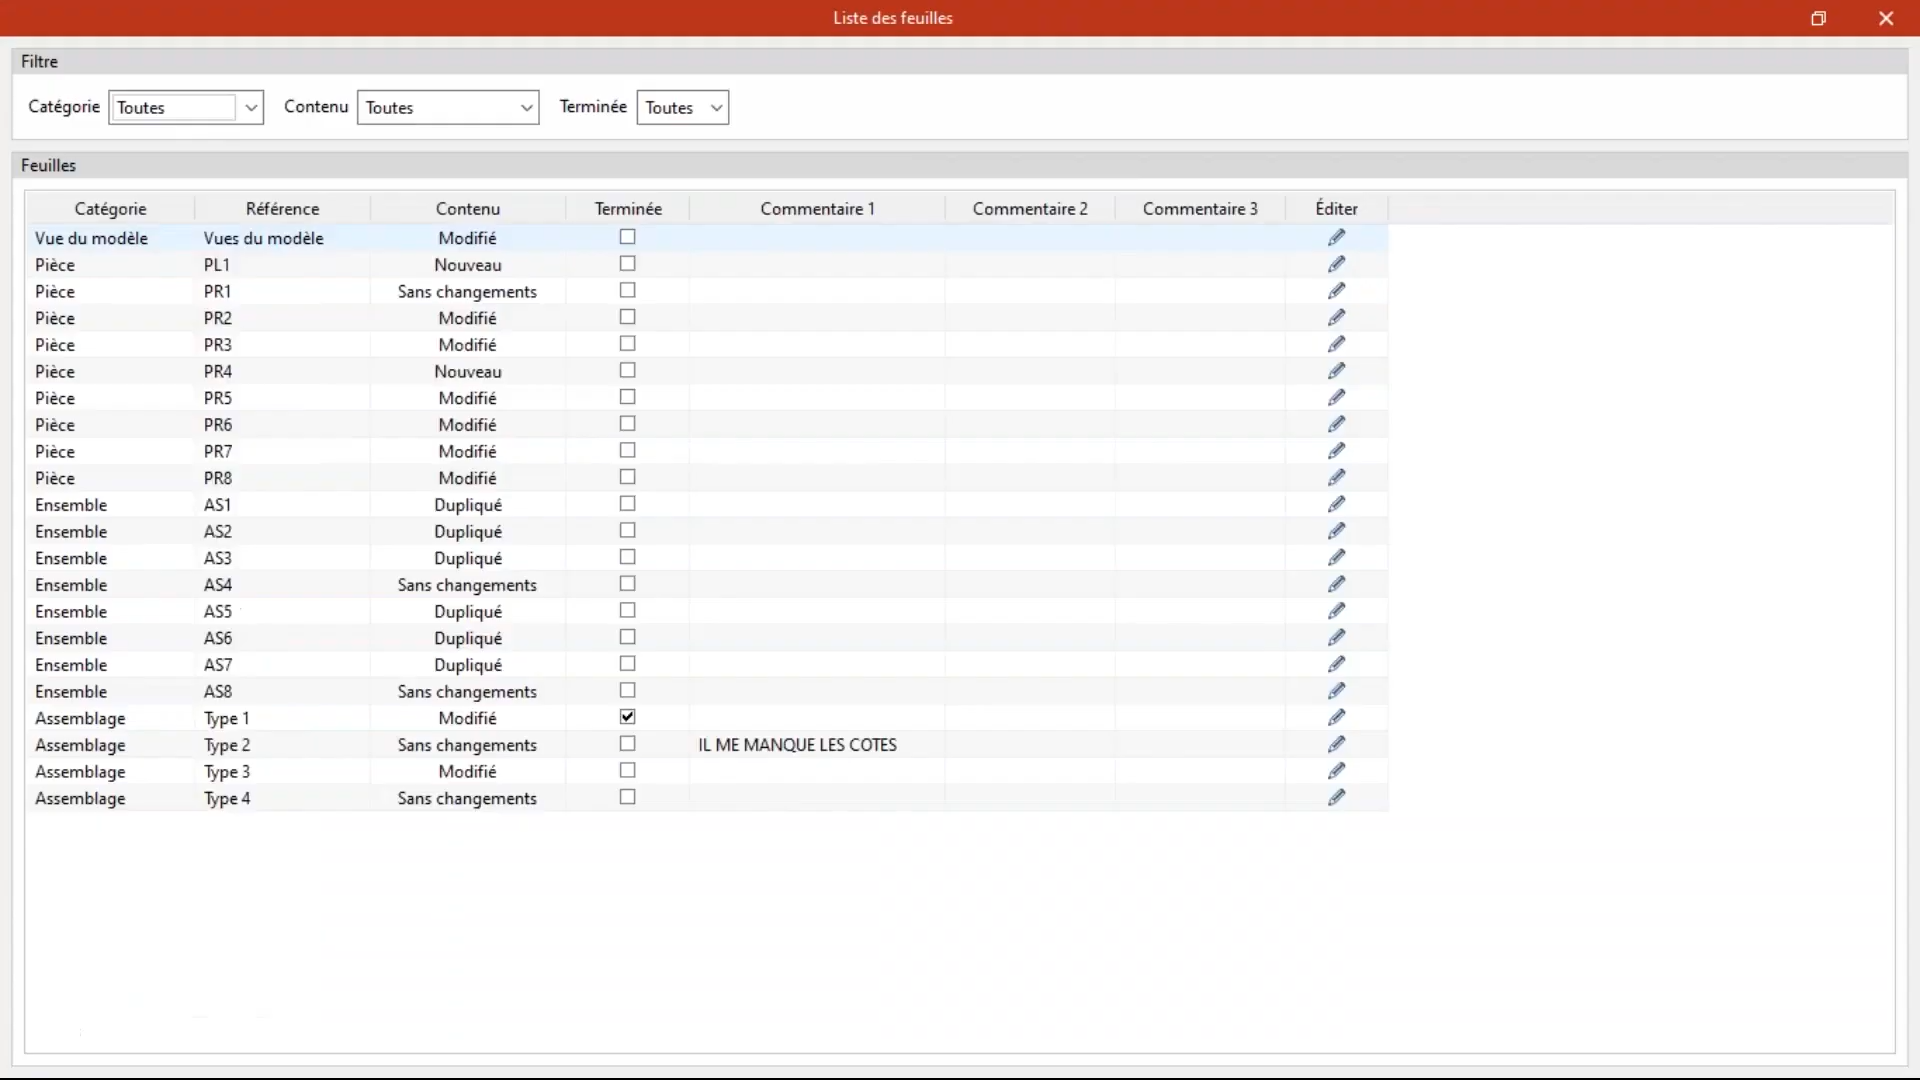 Liste des feuilles
Filtre
Catégorie Toutes Contenu Toutes Terminée Toutes
Feuilles
Catégorie Référence Contenu Terminée Commentaire 1 Commentaire 2 Commentaire 3 Éditer
Vue du modèle Vues du modèle Modifié
Pièce PL1 Nouveau
Pièce PR1 Sans changements
Pièce PR2 Modifié
Pièce PR3 Modifié
Pièce PR4 Nouveau
Pièce PR5 Modifié
Pièce PR6 Modifié
Pièce PR7 Modifié
Pièce PR8 Modifié
Ensemble AS1 Dupliqué
Ensemble AS2 Dupliqué
Ensemble AS3 Dupliqué
Ensemble AS4 Sans changements
Ensemble AS5 Dupliqué
Ensemble AS6 Dupliqué
Ensemble AS7 Dupliqué
Ensemble AS8 Sans changements
Assemblage Type 1 Modifié
Assemblage Type 2 Sans changements IL ME MANQUE LES COTES
Assemblage Type 3 Modifié
Assemblage Type 4 Sans changements